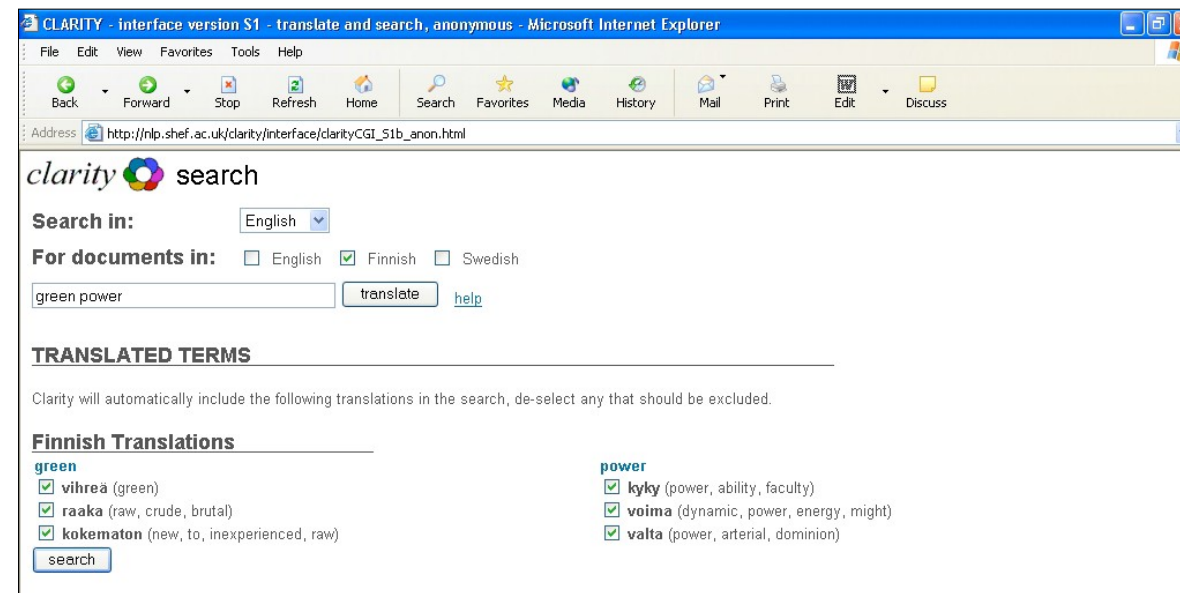 CLARITY - interface version S1 - translate and search, anonymous - Microsoft Internet Explorer
File Edit View Favorites Tools Help
Back Forward Stop Refresh Home Search Favorites Media History Mail Print Edit Discuss
Address http://nlp.shef.ac.uk/clarity/interface/clarityCGI_S1b_anon.html
clarity search
Search in: English
For documents in: English Finnish Swedish
green power translate help
TRANSLATED TERMS
Clarity will automatically include the following translations in the search, de-select any that should be excluded.
Finnish Translations
green power
vihreä (green) kyky (power, ability, faculty)
raaka (raw, crude, brutal) voima (dynamic, power, energy, might)
kokematon (new, to, inexperienced, raw) valta (power, arterial, dominion)
search